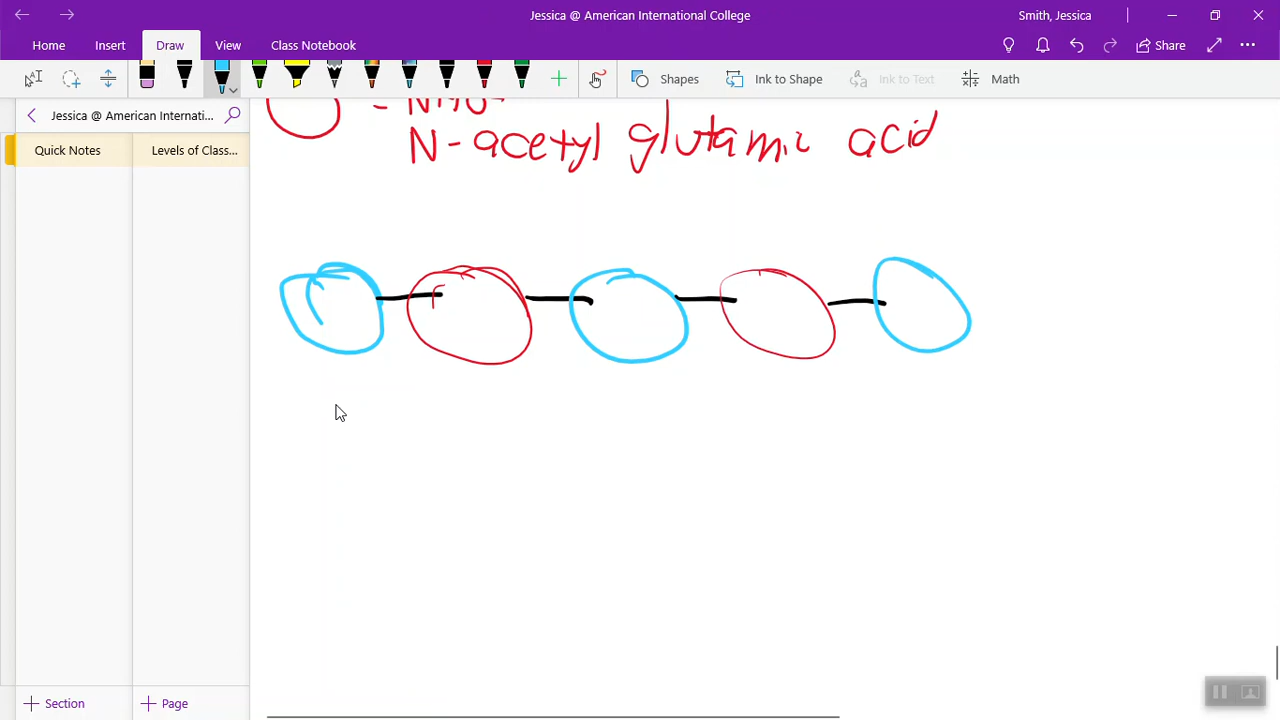 Jessica @ American International College
Smith, Jessica
Home
Insert
Draw
View
Class Notebook
Share
Shapes
Ink to Shape
Ink to Text
Math
Jessica @ American Internati...
Quick Notes
Levels of Class...
=
N-acetyl glutamic acid
+ Section
+ Page